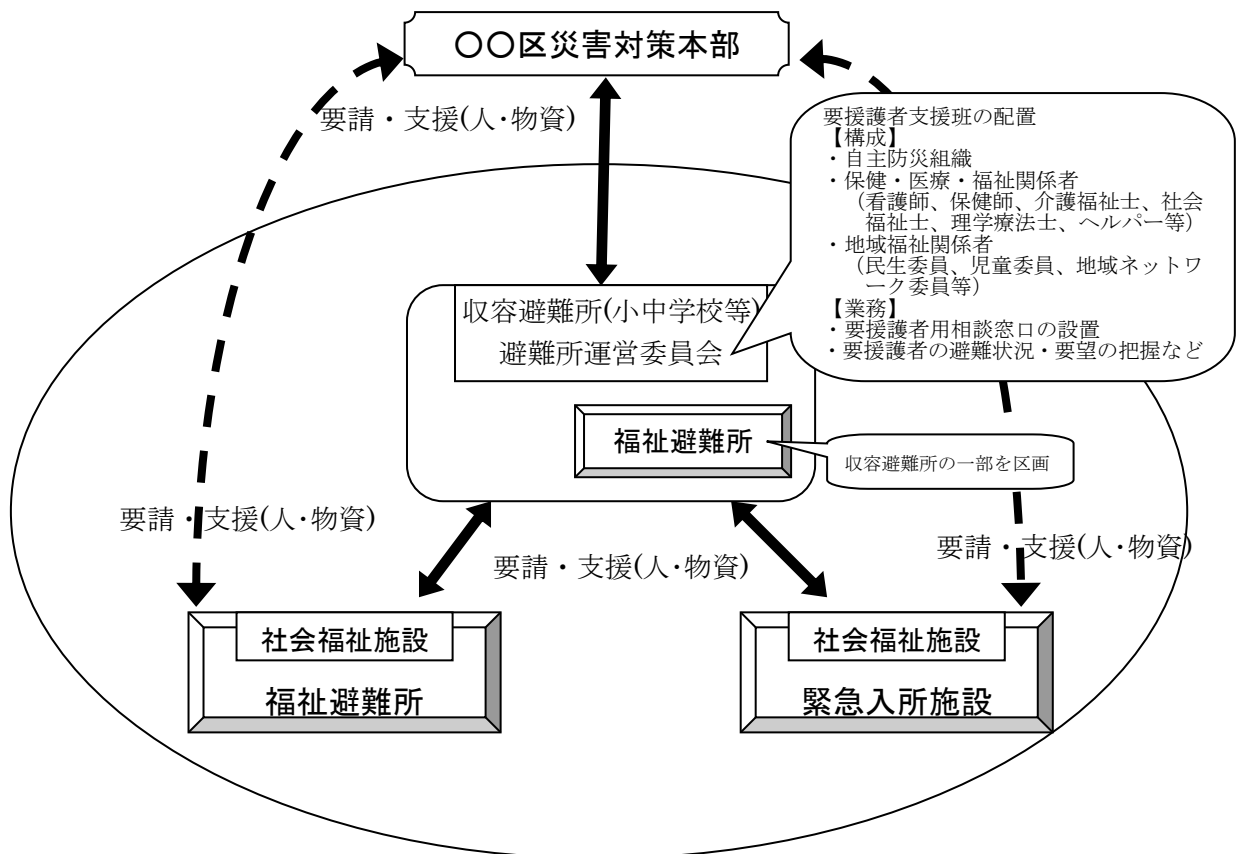 〇〇区災害対策本部
要請・支援(人・物資)
要援護者支援班の配置
【構成】
・自主防災組織
・保健・医療・福祉関係者
（看護師、保健師、介護福祉士、社会
福祉士、理学療法士、ヘルパー等）
・地域福祉関係者
（民生委員、児童委員、地域ネットワ
ーク委員等）
【業務】
・要援護者用相談窓口の設置
・要援護者の避難状況・要望の把握など
収容避難所(小中学校等)
避難所運営委員会
福祉避難所
収容避難所の一部を区画
要請・支援(人・物資)
要請・支援(人・物資)
要請・支援(人・物資)
社会福祉施設
福祉避難所
社会福祉施設
緊急入所施設